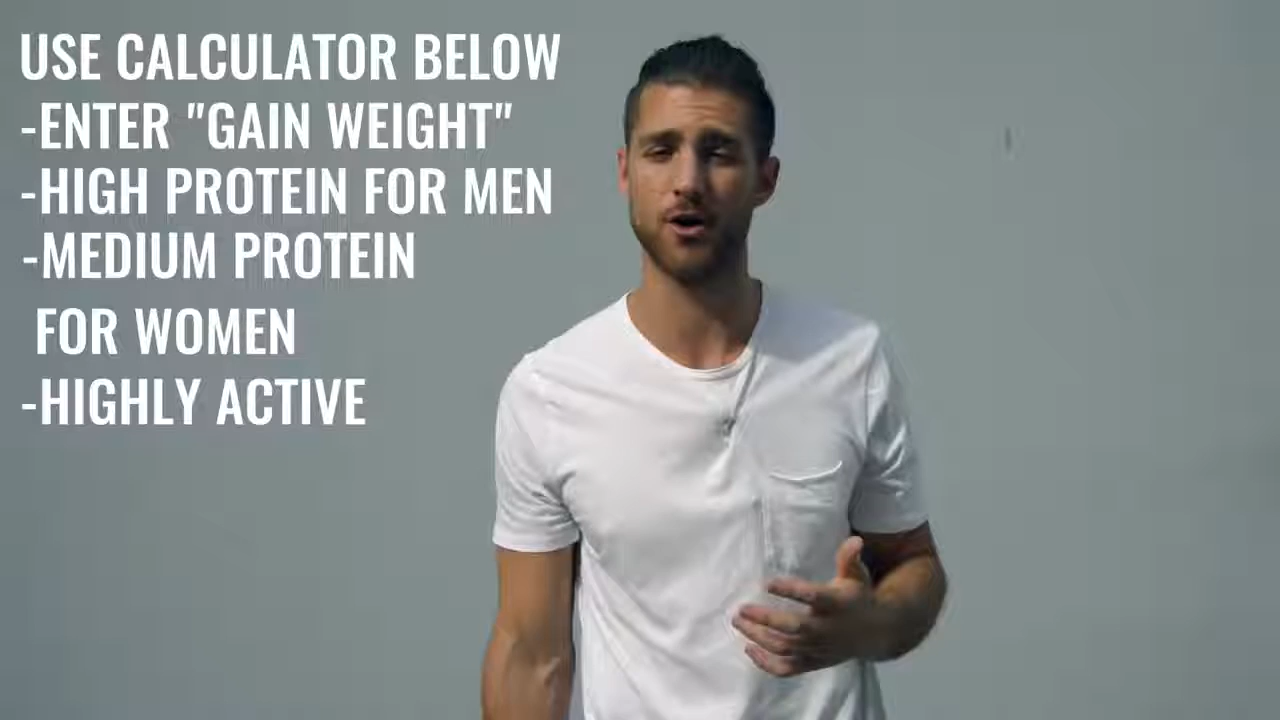 USE CALCULATOR BELOW
-ENTER "GAIN WEIGHT"
-HIGH PROTEIN FOR MEN
-MEDIUM PROTEIN
FOR WOMEN
-HIGHLY ACTIVE